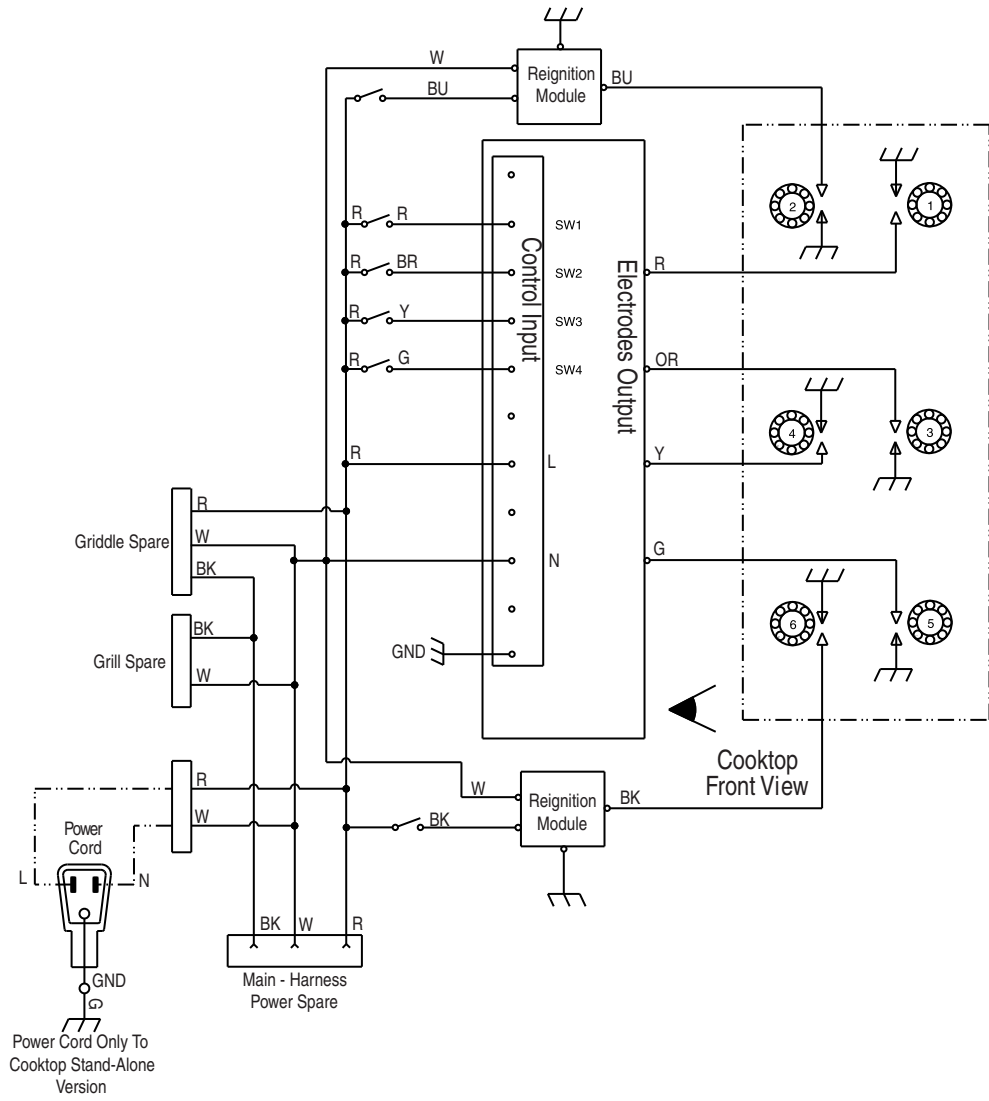 W
Reignition
Module
BU
BU
2
1
R
R
SW1
R
BR
SW2
R
R
Y
SW3
R
G
SW4
OR
Control Input
Electrodes Output
4
3
R
L
Y
R
Griddle Spare
W
BK
N
G
6
5
BK
Grill Spare
W
GND
Cooktop
Front View
R
W
Reignition
Module
BK
W
BK
Power
Cord
L
N
BK
W
R
Main - Harness
Power Spare
GND
G
Power Cord Only To
Cooktop Stand-Alone
Version